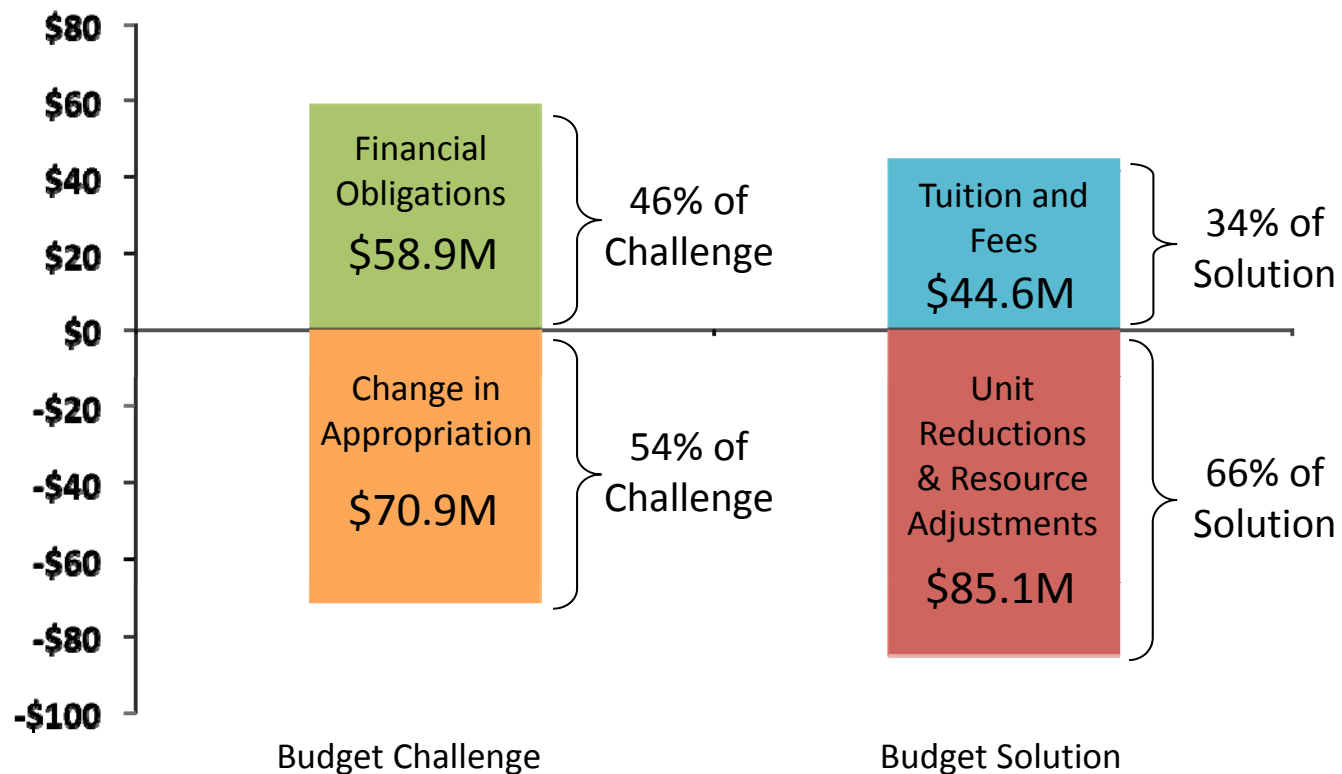 $80
$60
$40
$20
$0
-$20
-$40
-$60
-$80
-$100
Financial
Obligations
$58.9M
46% of
Challenge
Change in
Appropriation
$70.9M
54% of
Challenge
Tuition and
Fees
$44.6M
34% of
Solution
Unit
Reductions
& Resource
Adjustments
$85.1M
66% of
Solution
Budget Challenge
Budget Solution